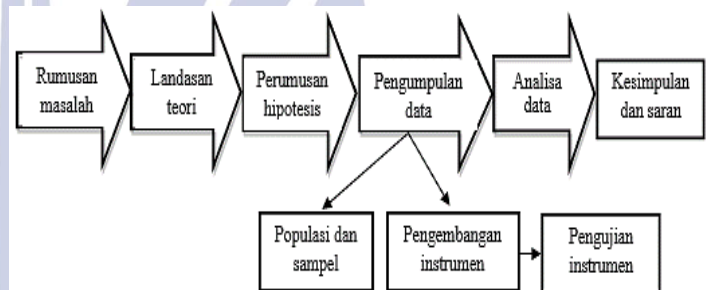 Rumusan
masalah
Landasan
teori
Perumusan
hipotesis
Pengumpulan
data
Analisa
data
Kesimpulan
dan saran
Populasi dan
sampel
Pengembangan
instrumen
Pengujian
instrumen